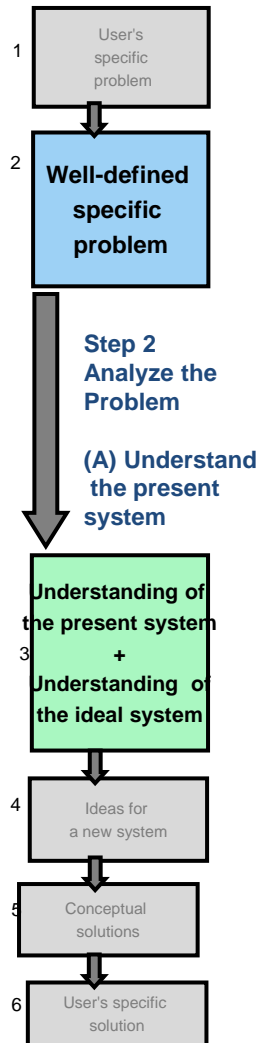 1
User's
specific
problem
2
Well-defined
specific
problem
Step 2
Analyze the
Problem
(A) Understand
the present
system
Understanding of
the present system
3
+
Understanding of
the ideal system
4
Ideas for
a new system
5
Conceptual
solutions
6
User's specific
solution